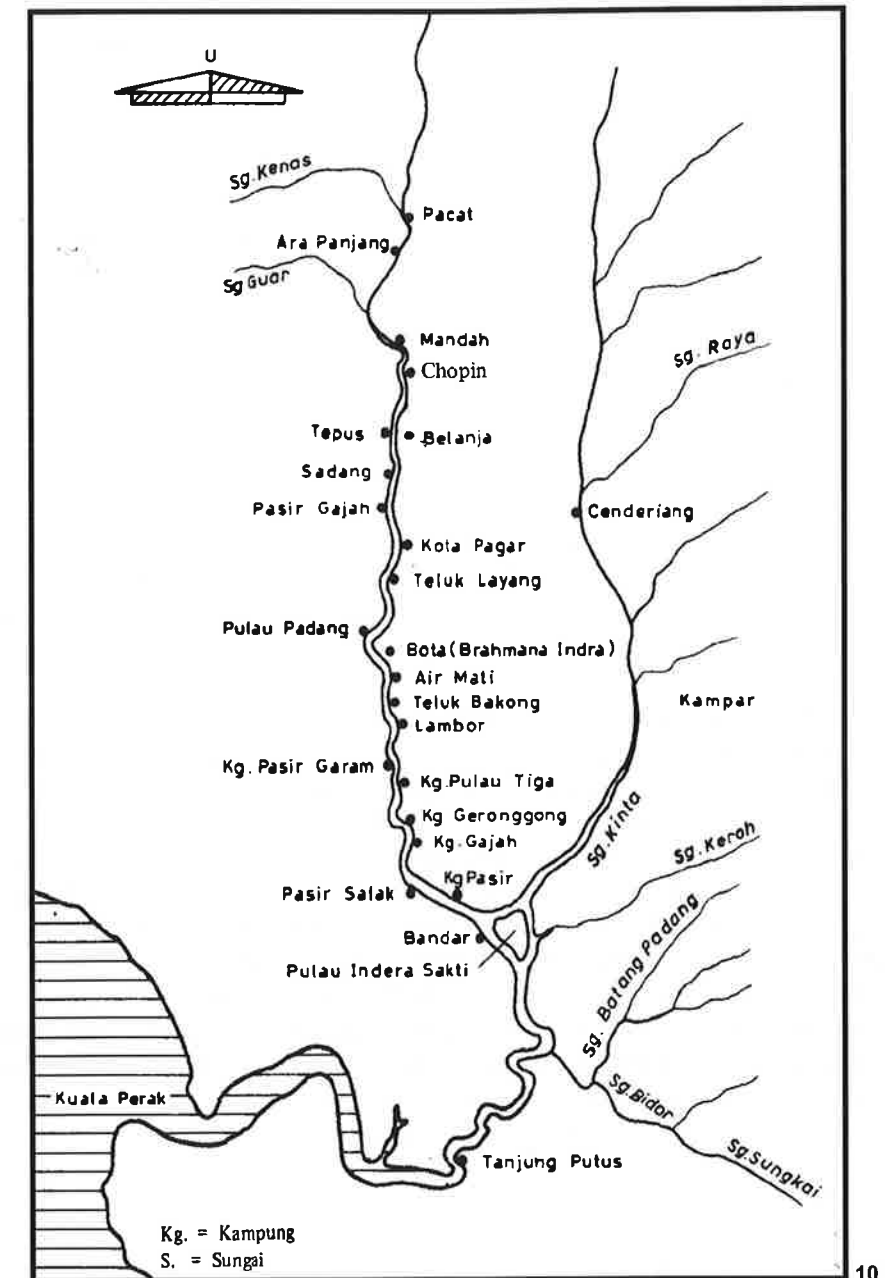 U
Sg. Kenas
Pacat
Ara Panjang
Sg Guar
Mandah
Sg. Raya
Chopin
Tepus
Belanja
Sadang
Pasir Gajah
Cenderiang
Kota Pagar
Teluk Layang
Pulau Padang
Bota (Brahmana Indra)
Air Mati
Teluk Bakong
Kampar
Lambor
Kg. Pasir Garam
Kg. Pulau Tiga
Kg Geronggong
Sg. Kinta
Kg. Gajah
Sg. Keroh
Kg Pasir
Pasir Salak
Bandar
Sg. Batang Padang
Pulau Indera Sakti
Kuala Perak
Sg. Bidor
Sg. Sungkai
Tanjung Putus
Kg. = Kampung
S. = Sungai
10